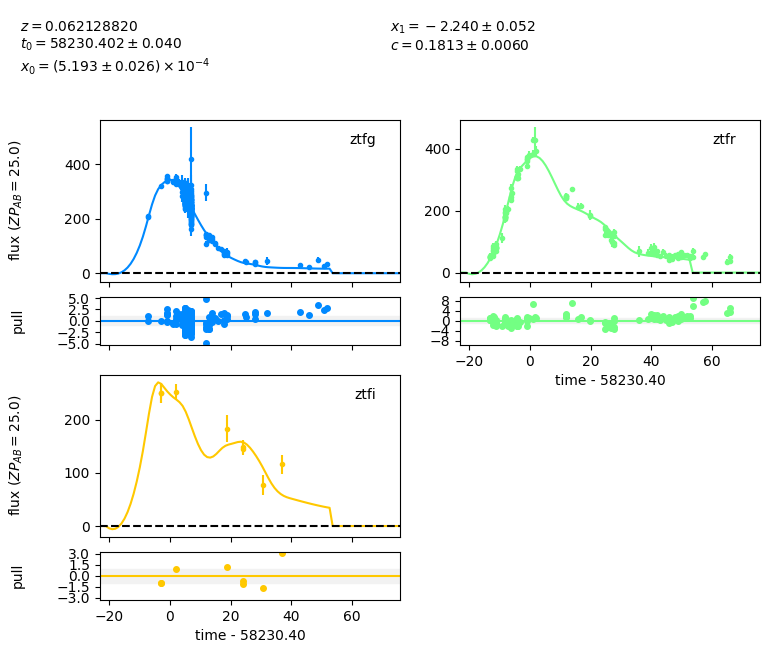 z = 0.062128820
t₀ = 58230.402 ± 0.040
x₀ = (5.193 ± 0.026) × 10⁻⁴
x₁ = −2.240 ± 0.052
c = 0.1813 ± 0.0060
ztfg
flux (ZP_AB = 25.0)
400
200
0
pull
5.0
2.5
0.0
−2.5
−5.0
ztfr
400
200
0
8
4
0
−4
−8
−20 0 20 40 60
time - 58230.40
ztfi
flux (ZP_AB = 25.0)
200
100
0
pull
3.0
1.5
0.0
−1.5
−3.0
−20 0 20 40 60
time - 58230.40